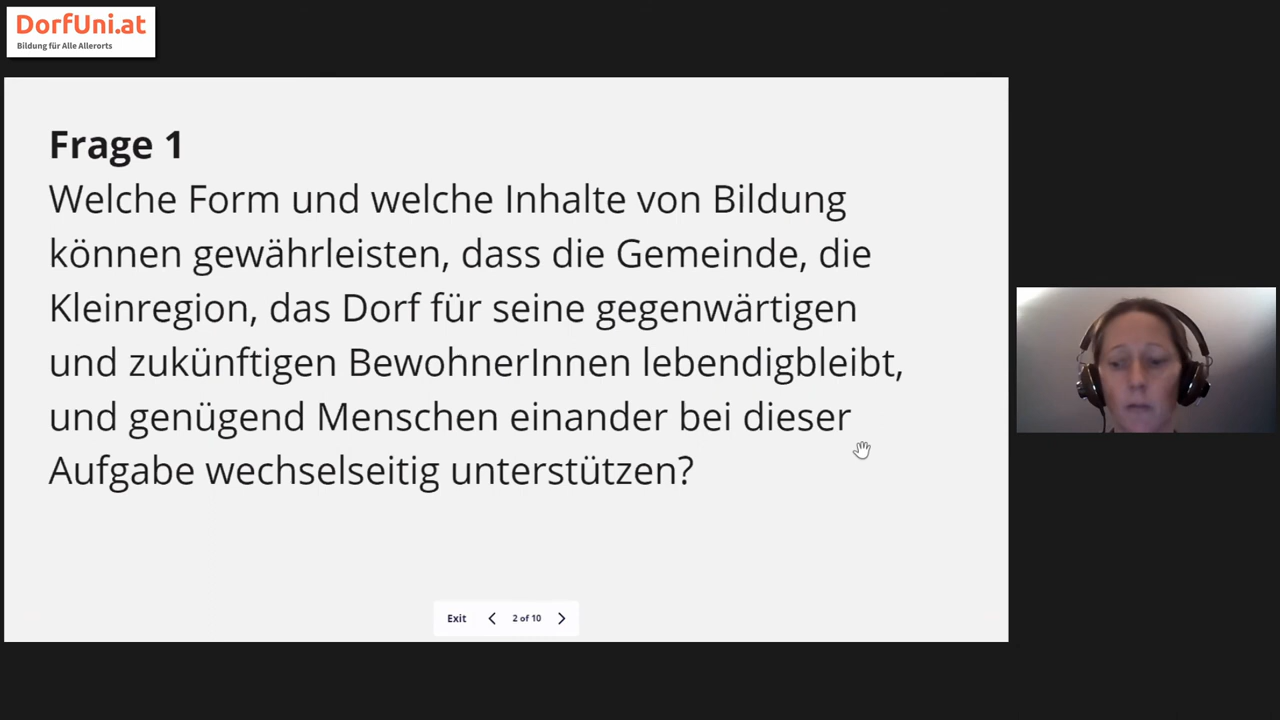 DorfUni.at
Bildung für Alle Allerorts
Frage 1
Welche Form und welche Inhalte von Bildung
können gewährleisten, dass die Gemeinde, die
Kleinregion, das Dorf für seine gegenwärtigen
und zukünftigen BewohnerInnen lebendigbleibt,
und genügend Menschen einander bei dieser
Aufgabe wechselseitig unterstützen?
Exit 2 of 10